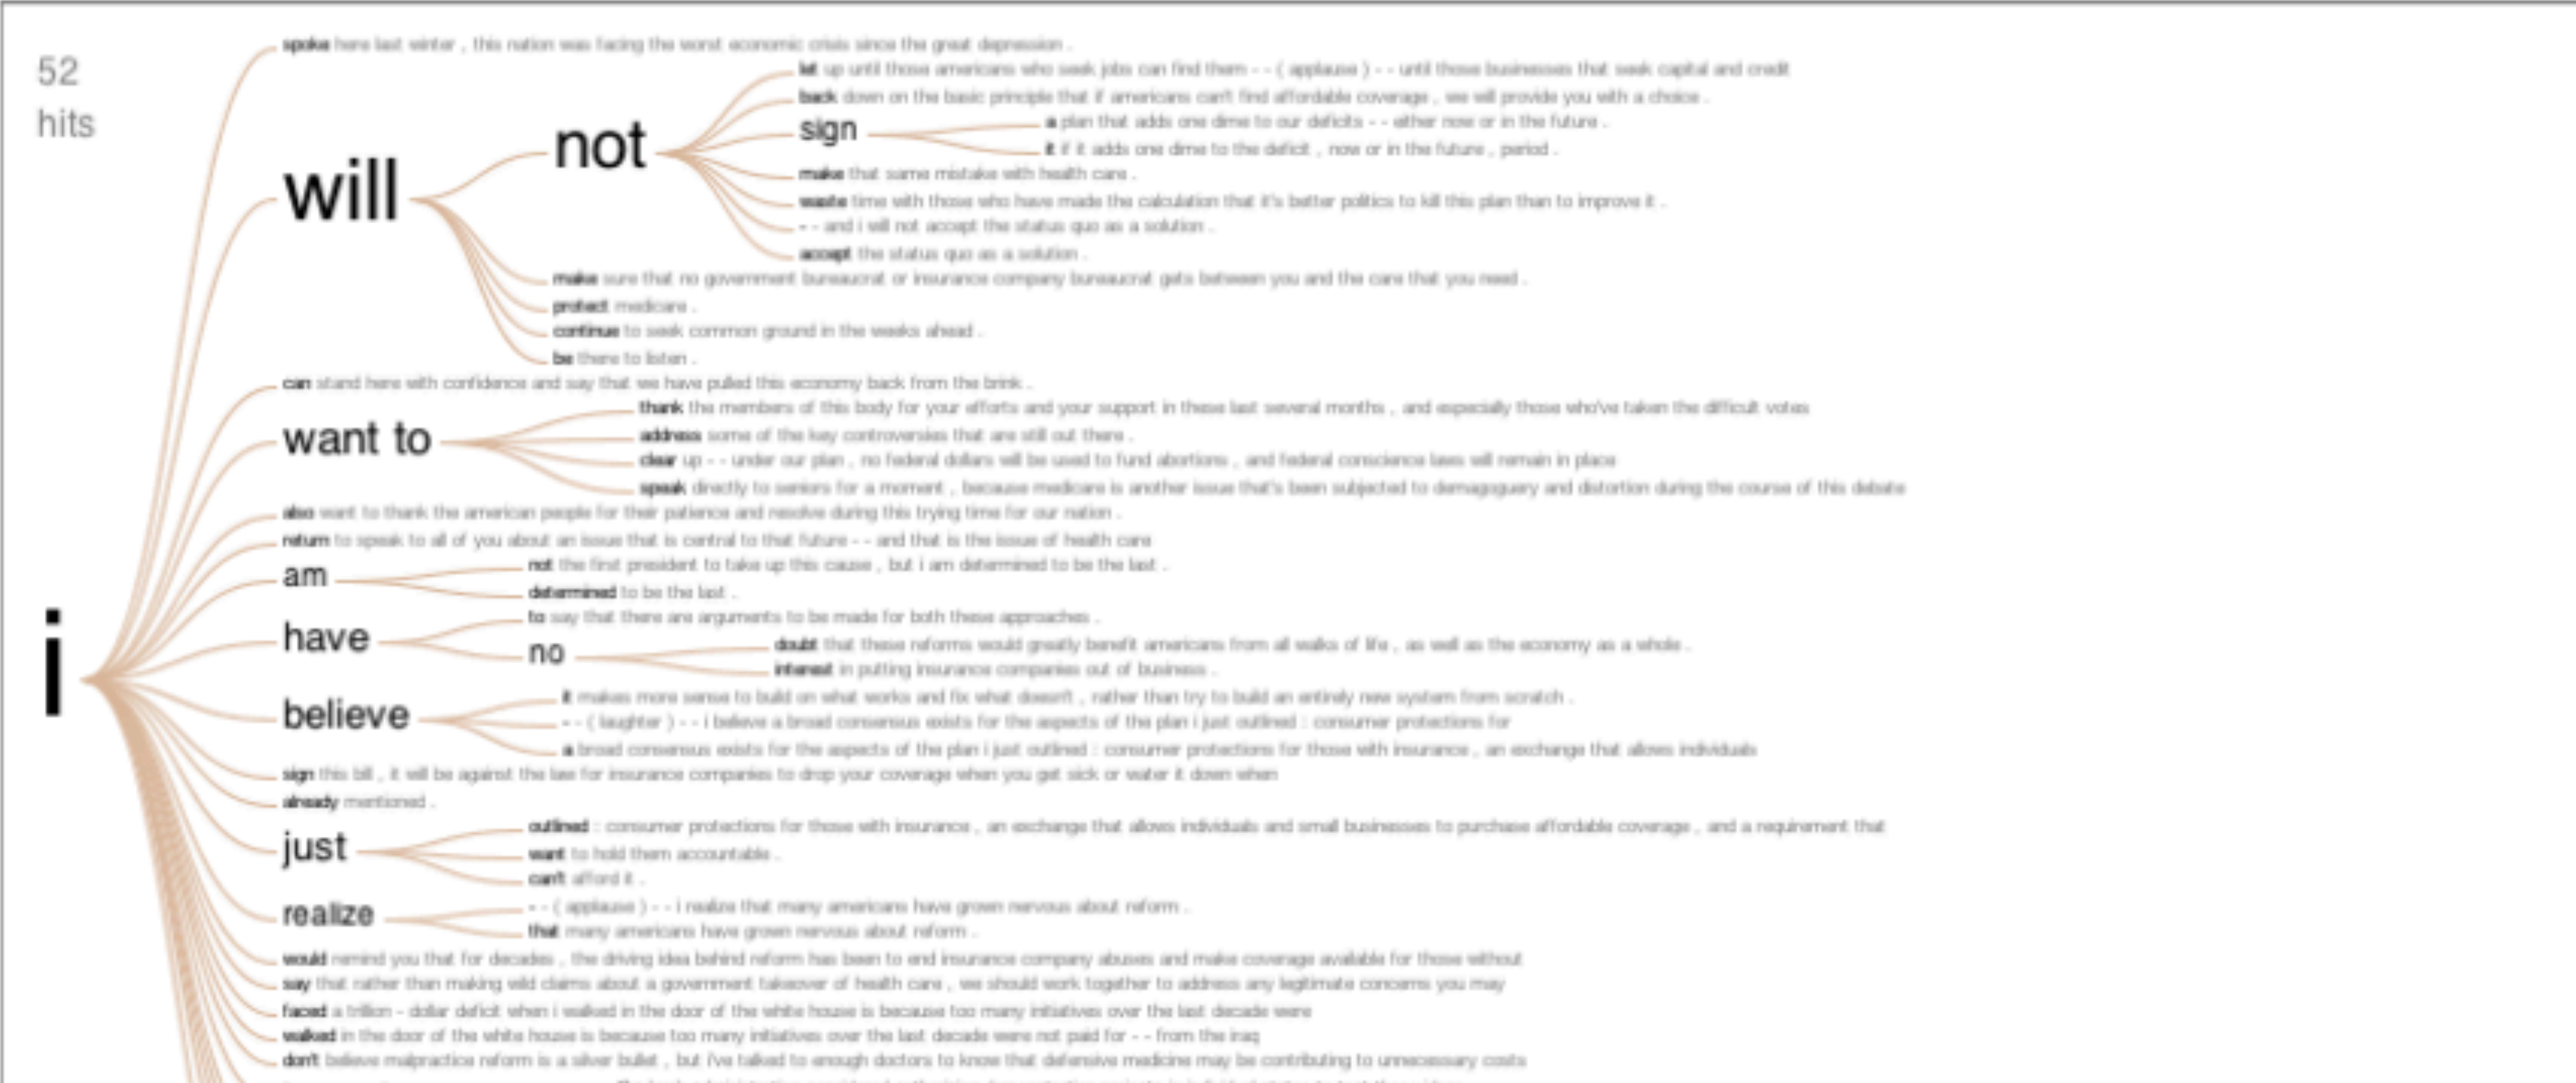 52
hits
i
spoke here last winter , this nation was facing the worst economic crisis since the great depression .
will
not
let up until those americans who seek jobs can find them - - ( applause ) - - until those businesses that seek capital and credit
back down on the basic principle that if americans can't find affordable coverage , we will provide you with a choice .
sign
a plan that adds one dime to our deficits - - either now or in the future .
it if it adds one dime to the deficit , now or in the future , period .
make that same mistake with health care .
waste time with those who have made the calculation that it's better politics to kill this plan than to improve it .
- - and i will not accept the status quo as a solution .
accept the status quo as a solution .
make sure that no government bureaucrat or insurance company bureaucrat gets between you and the care that you need .
protect medicare .
continue to seek common ground in the weeks ahead .
be there to listen .
can stand here with confidence and say that we have pulled this economy back from the brink .
want to
thank the members of this body for your efforts and your support in these last several months , and especially those who've taken the difficult votes
address some of the key controversies that are still out there .
clear up - - under our plan , no federal dollars will be used to fund abortions , and federal conscience laws will remain in place
speak directly to seniors for a moment , because medicare is another issue that's been subjected to demagoguery and distortion during the course of this debate
also want to thank the american people for their patience and resolve during this trying time for our nation .
return to speak to all of you about an issue that is central to that future - - and that is the issue of health care
am
not the first president to take up this cause , but i am determined to be the last .
determined to be the last .
have
to say that there are arguments to be made for both these approaches .
no
doubt that these reforms would greatly benefit americans from all walks of life , as well as the economy as a whole .
interest in putting insurance companies out of business .
believe
it makes more sense to build on what works and fix what doesn't , rather than try to build an entirely new system from scratch .
- - ( laughter ) - - i believe a broad consensus exists for the aspects of the plan i just outlined : consumer protections for
a broad consensus exists for the aspects of the plan i just outlined : consumer protections for those with insurance , an exchange that allows individuals
sign this bill , it will be against the law for insurance companies to drop your coverage when you get sick or water it down when
already mentioned .
just
outlined : consumer protections for those with insurance , an exchange that allows individuals and small businesses to purchase affordable coverage , and a requirement that
want to hold them accountable .
can't afford it .
realize
- - ( applause ) - - i realize that many americans have grown nervous about reform .
that many americans have grown nervous about reform .
would remind you that for decades , the driving idea behind reform has been to end insurance company abuses and make coverage available for those without
say that rather than making wild claims about a government takeover of health care , we should work together to address any legitimate concerns you may
faced a trillion - dollar deficit when i walked in the door of the white house is because too many initiatives over the last decade were
walked in the door of the white house is because too many initiatives over the last decade were not paid for - - from the iraq
don't believe malpractice reform is a silver bullet , but i've talked to enough doctors to know that defensive medicine may be contributing to unnecessary costs